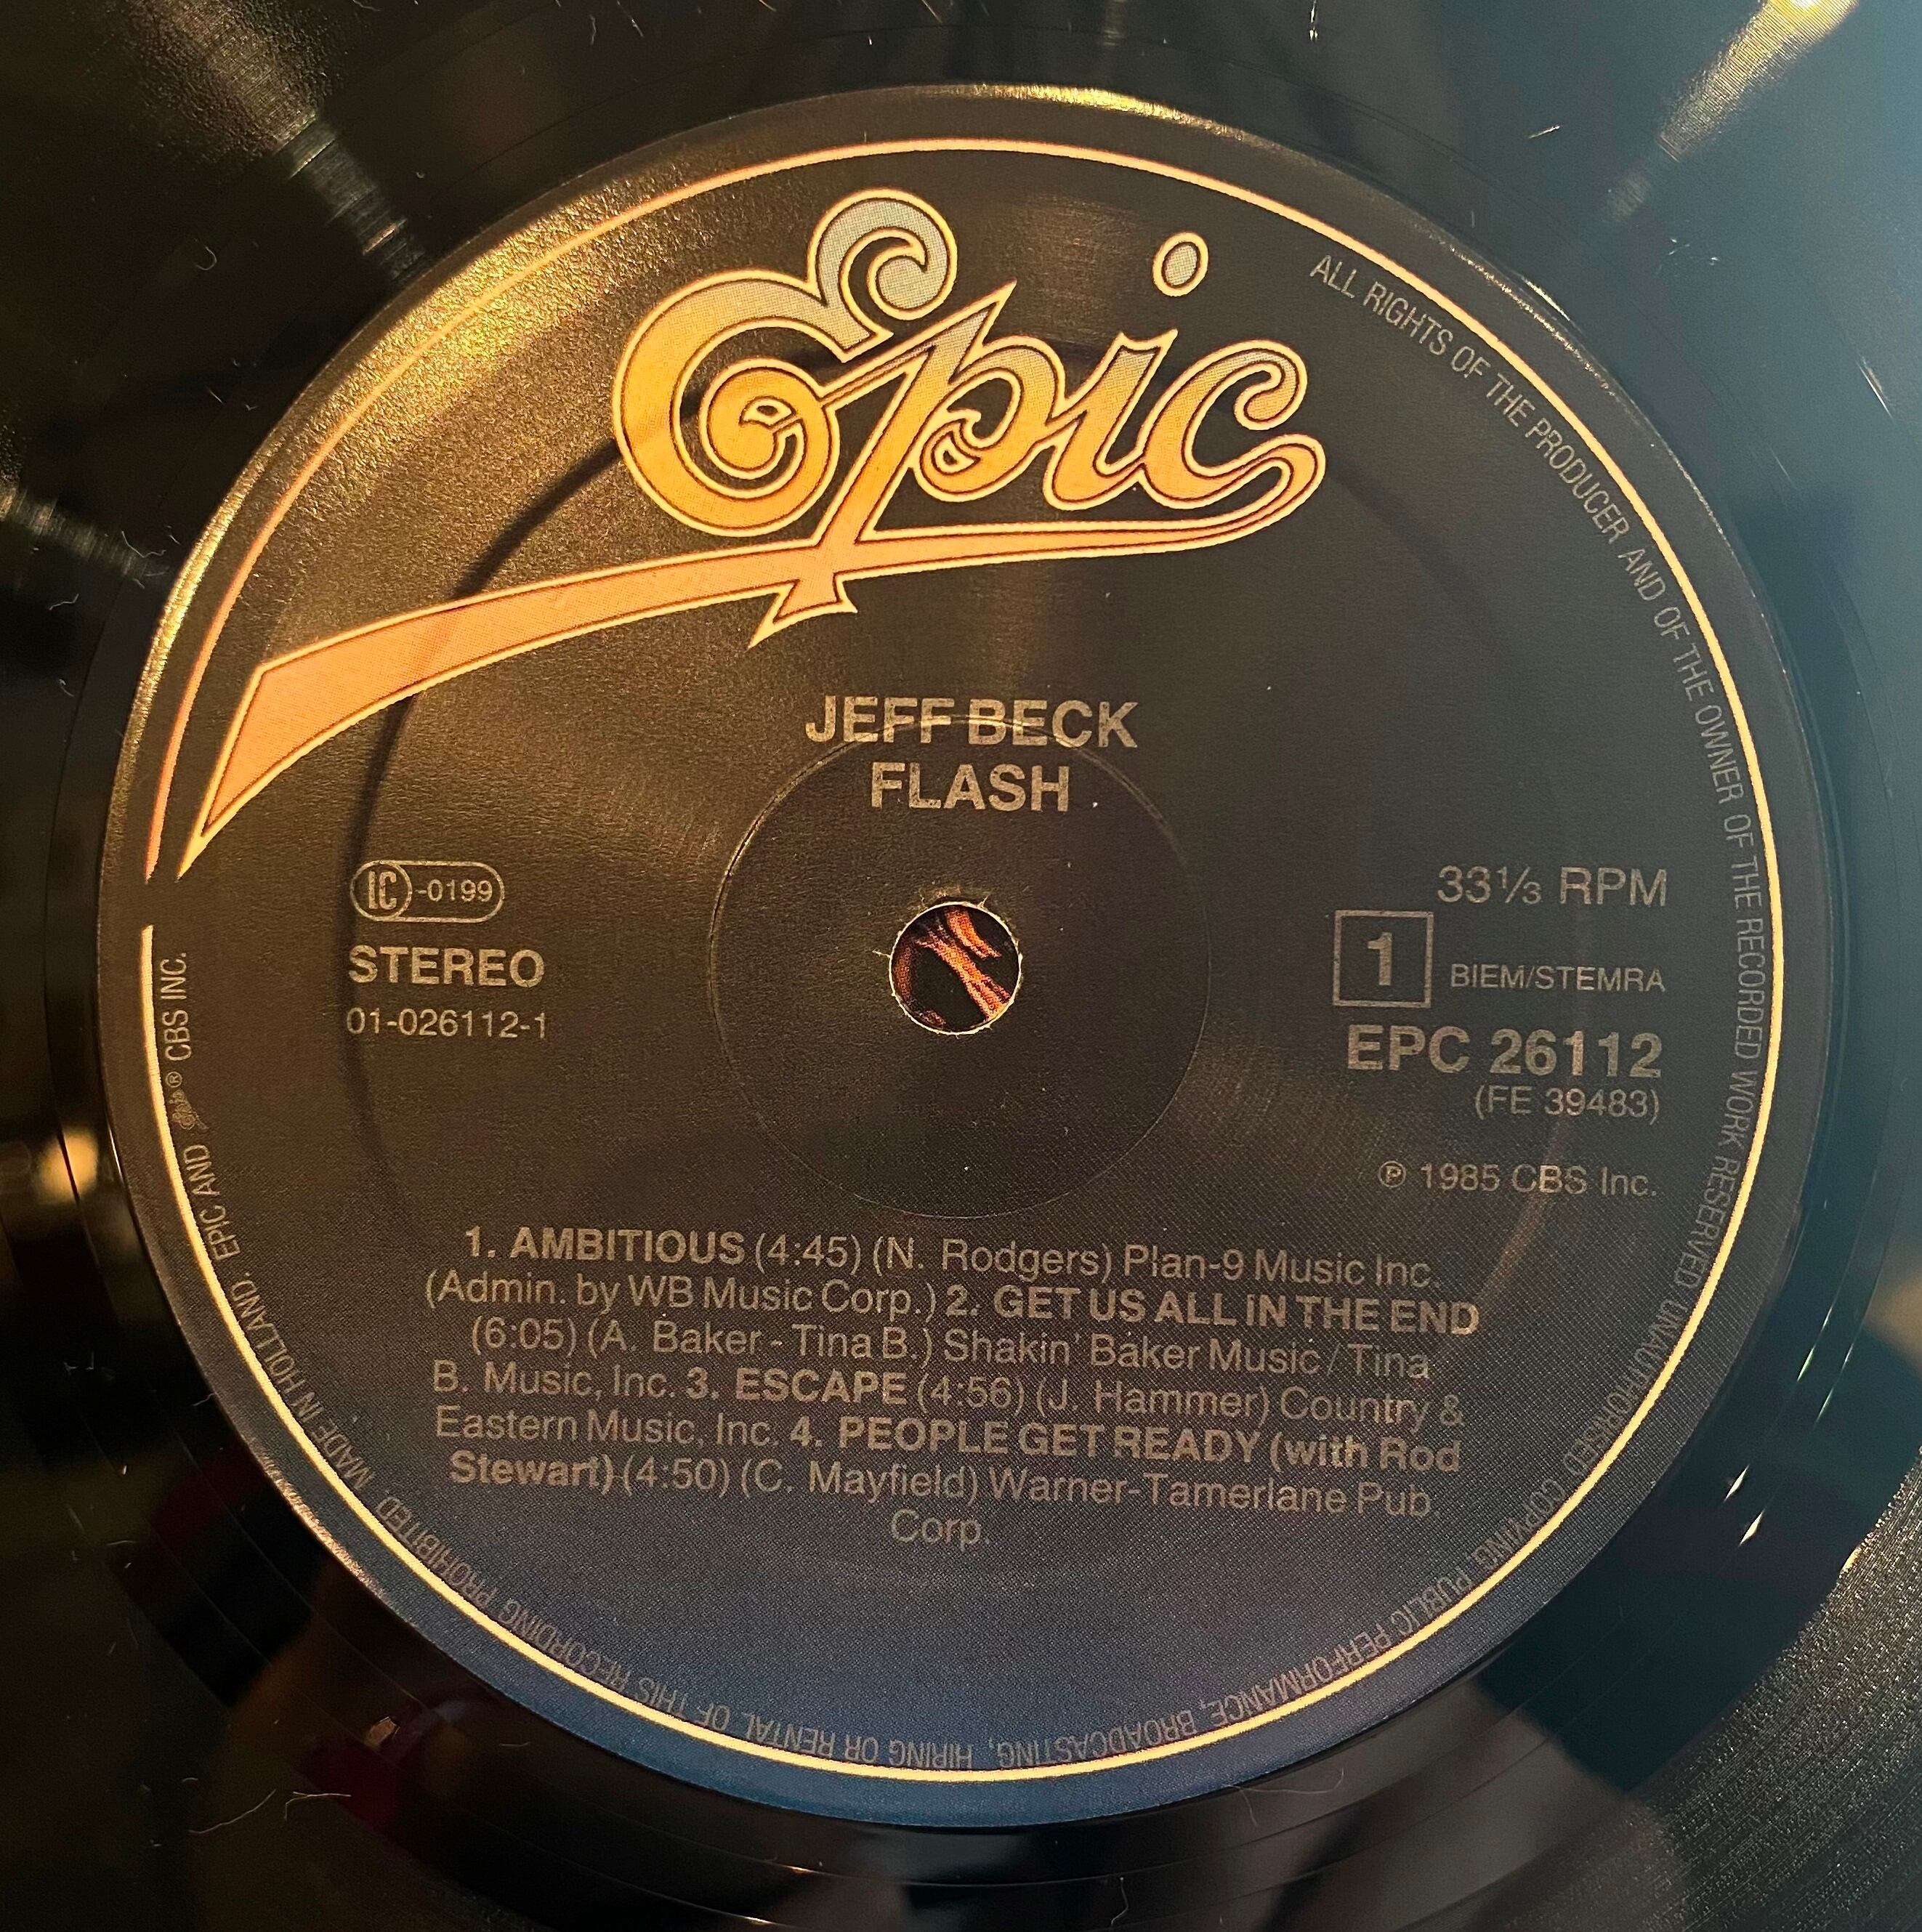 Epic
JEFF BECK
FLASH
LC-0199
STEREO
01-026112-1
33⅓ RPM
1
BIEM/STEMRA
EPC 26112
(FE 39483)
℗ 1985 CBS Inc.
1. AMBITIOUS (4:45) (N. Rodgers) Plan-9 Music Inc.
(Admin. by WB Music Corp.) 2. GET US ALL IN THE END
(6:05) (A. Baker - Tina B.) Shakin' Baker Music / Tina
B. Music, Inc. 3. ESCAPE (4:56) (J. Hammer) Country &
Eastern Music, Inc. 4. PEOPLE GET READY (with Rod
Stewart) (4:50) (C. Mayfield) Warner-Tamerlane Pub.
Corp.
ALL RIGHTS OF THE PRODUCER AND OF THE OWNER OF THE RECORDED WORK RESERVED UNAUTHORISED COPYING, PUBLIC PERFORMANCE, BROADCASTING, HIRING OR RENTAL OF THIS RECORDING PROHIBITED. MADE IN HOLLAND. EPIC AND ® CBS INC.